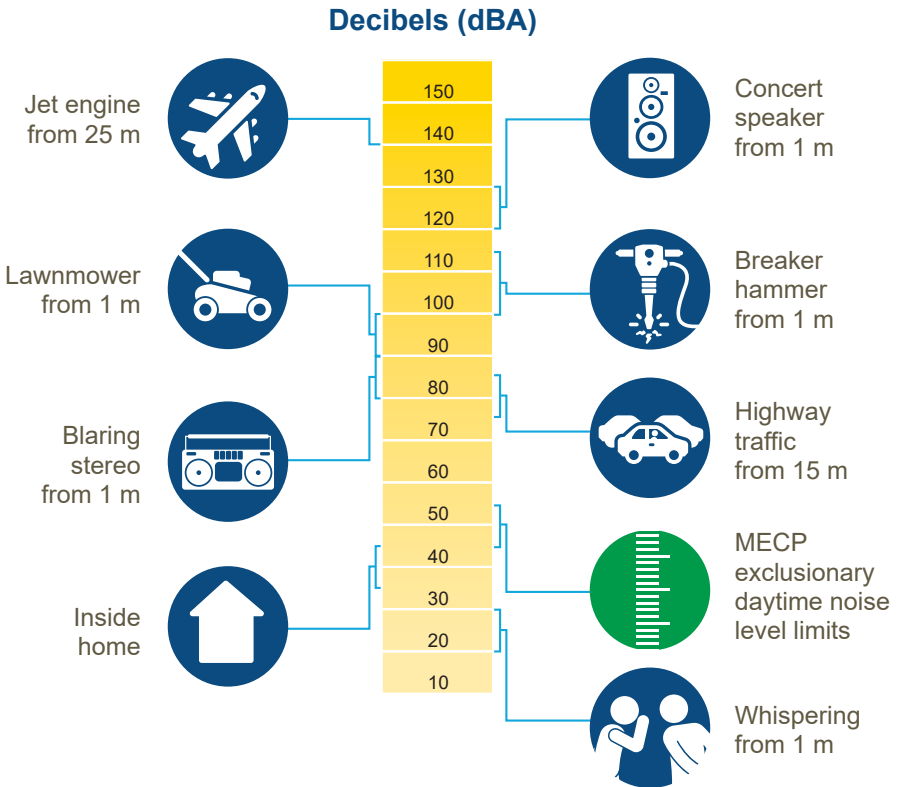 Decibels (dBA)
Jet engine
from 25 m
Lawnmower
from 1 m
Blaring
stereo
from 1 m
Inside
home
150
140
130
120
110
100
90
80
70
60
50
40
30
20
10
Concert
speaker
from 1 m
Breaker
hammer
from 1 m
Highway
traffic
from 15 m
MECP
exclusionary
daytime noise
level limits
Whispering
from 1 m